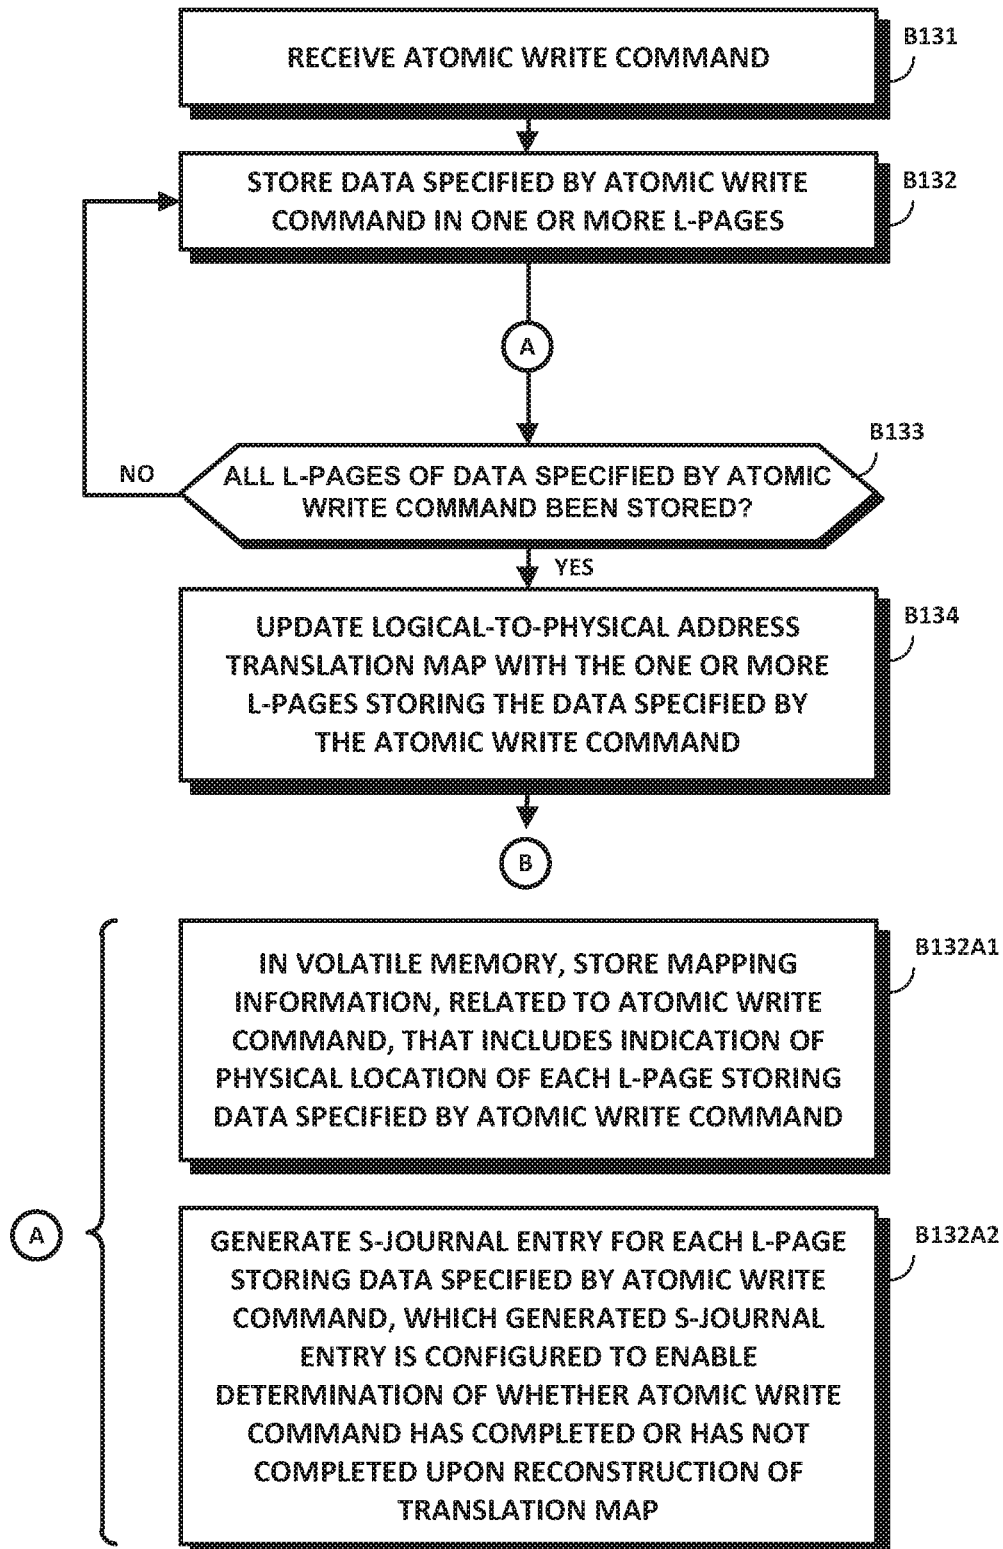 RECEIVE ATOMIC WRITE COMMAND
B131
STORE DATA SPECIFIED BY ATOMIC WRITE
COMMAND IN ONE OR MORE L-PAGES
B132
A
B133
ALL L-PAGES OF DATA SPECIFIED BY ATOMIC
WRITE COMMAND BEEN STORED?
NO
YES
UPDATE LOGICAL-TO-PHYSICAL ADDRESS
TRANSLATION MAP WITH THE ONE OR MORE
L-PAGES STORING THE DATA SPECIFIED BY
THE ATOMIC WRITE COMMAND
B134
B
IN VOLATILE MEMORY, STORE MAPPING
INFORMATION, RELATED TO ATOMIC WRITE
COMMAND, THAT INCLUDES INDICATION OF
PHYSICAL LOCATION OF EACH L-PAGE STORING
DATA SPECIFIED BY ATOMIC WRITE COMMAND
B132A1
A
GENERATE S-JOURNAL ENTRY FOR EACH L-PAGE
STORING DATA SPECIFIED BY ATOMIC WRITE
COMMAND, WHICH GENERATED S-JOURNAL
ENTRY IS CONFIGURED TO ENABLE
DETERMINATION OF WHETHER ATOMIC WRITE
COMMAND HAS COMPLETED OR HAS NOT
COMPLETED UPON RECONSTRUCTION OF
TRANSLATION MAP
B132A2